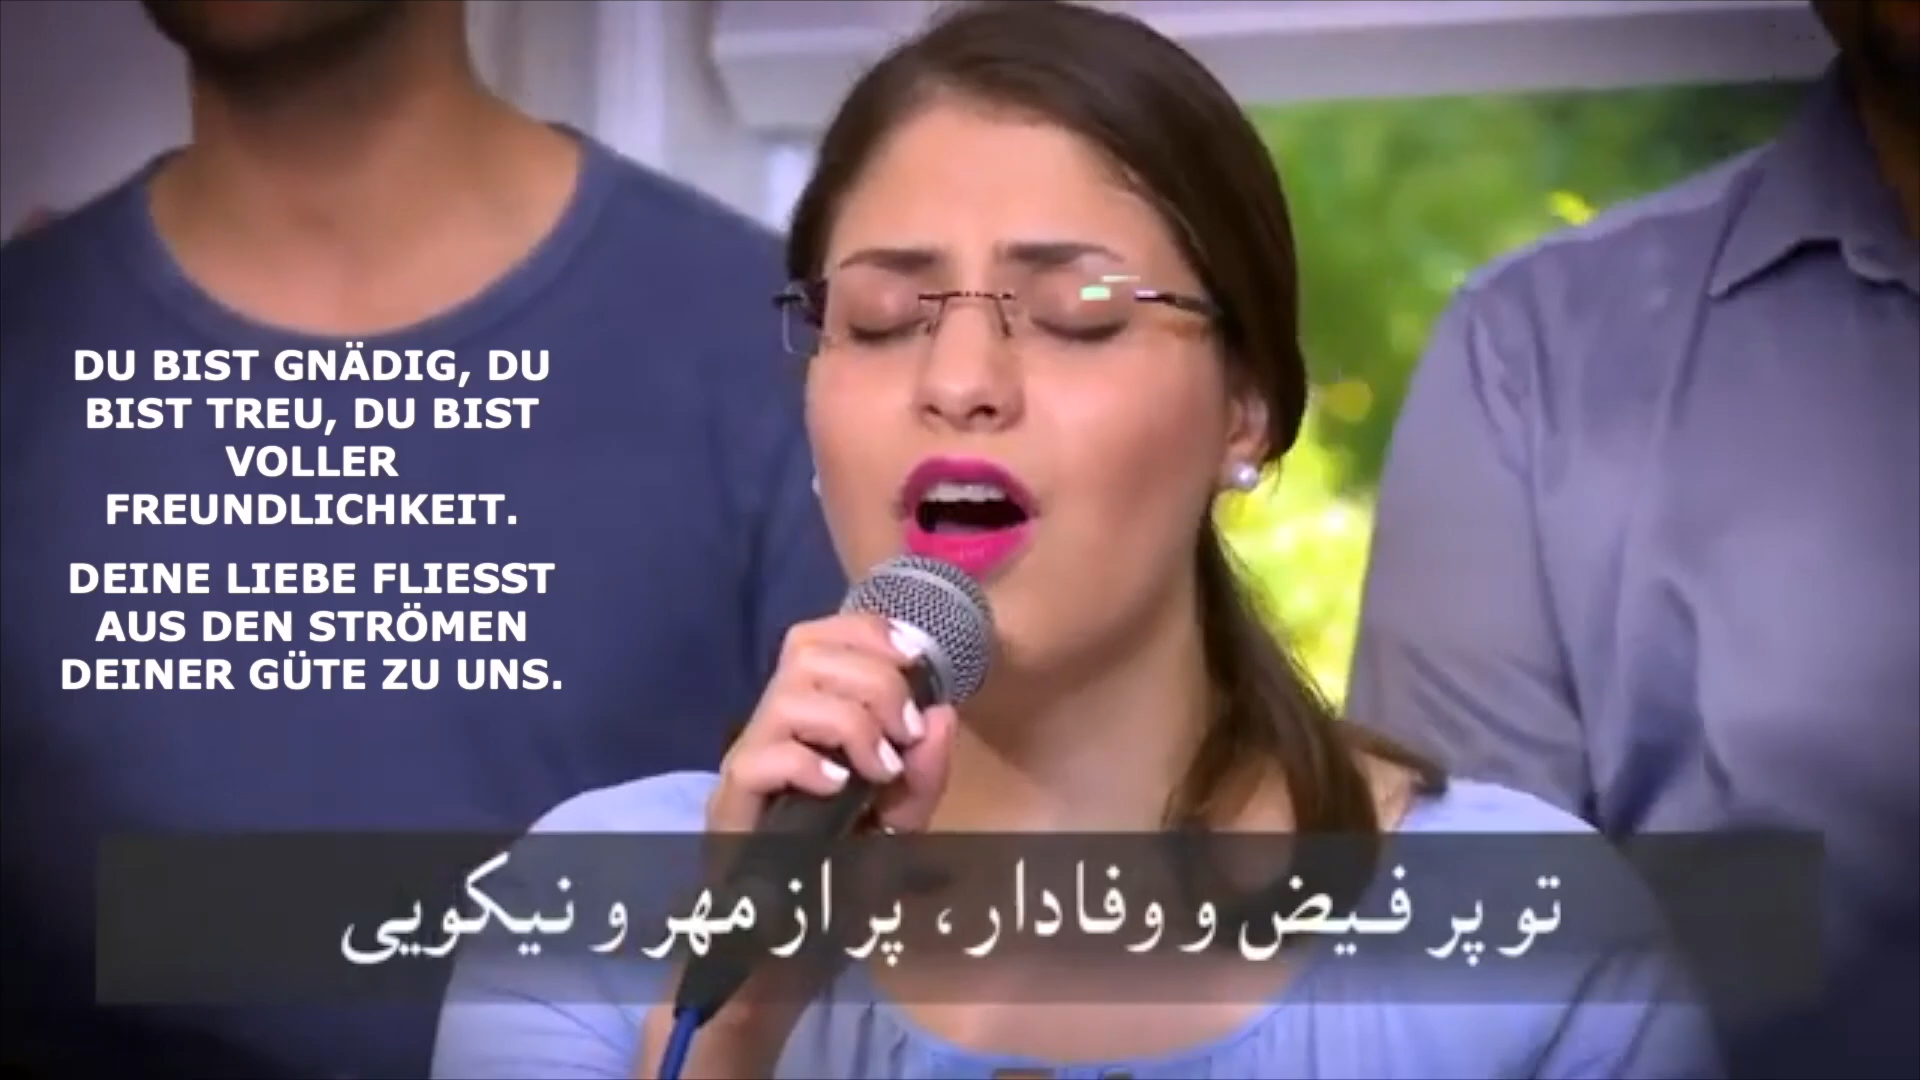 DU BIST GNÄDIG, DU
BIST TREU, DU BIST
VOLLER
FREUNDLICHKEIT.
DEINE LIEBE FLIESST
AUS DEN STRÖMEN
DEINER GÜTE ZU UNS.
تو پر فیض و وفادار، پر از مهر و نیکویی